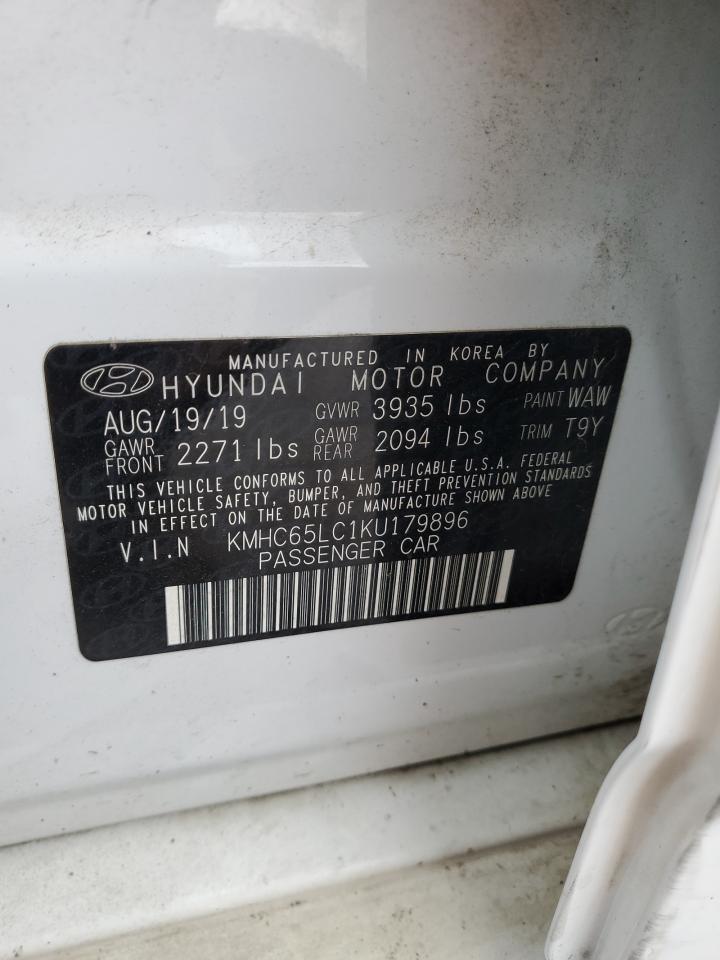 MANUFACTURED IN KOREA BY
HYUNDAI MOTOR COMPANY
AUG/19/19 GVWR 3935 lbs PAINT WAW
GAWR FRONT 2271 lbs GAWR REAR 2094 lbs TRIM T9Y
THIS VEHICLE CONFORMS TO ALL APPLICABLE U.S.A. FEDERAL
MOTOR VEHICLE SAFETY, BUMPER, AND THEFT PREVENTION STANDARDS
IN EFFECT ON THE DATE OF MANUFACTURE SHOWN ABOVE
V.I.N KMHC65LC1KU179896
PASSENGER CAR